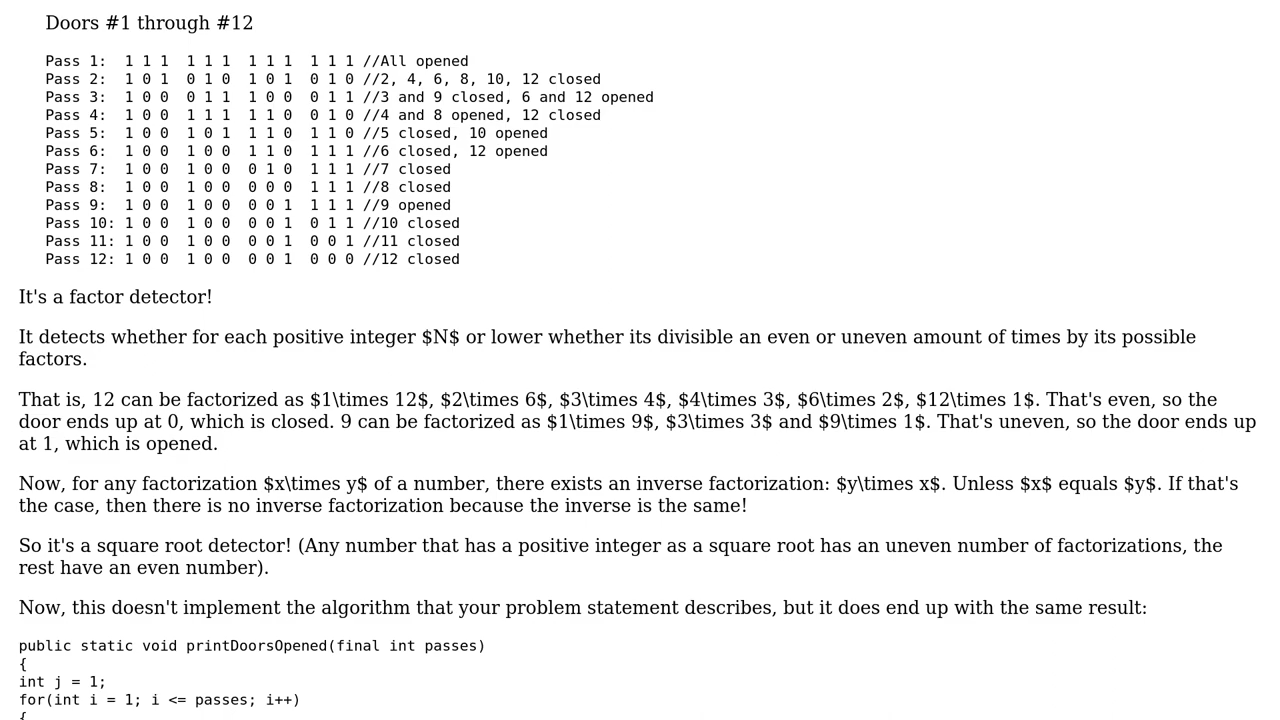 Doors #1 through #12
Pass 1:  1 1 1  1 1 1  1 1 1  1 1 1 //All opened
Pass 2:  1 0 1  0 1 0  1 0 1  0 1 0 //2, 4, 6, 8, 10, 12 closed
Pass 3:  1 0 0  0 1 1  1 0 0  0 1 1 //3 and 9 closed, 6 and 12 opened
Pass 4:  1 0 0  1 1 1  1 1 0  0 1 0 //4 and 8 opened, 12 closed
Pass 5:  1 0 0  1 0 1  1 1 0  1 1 0 //5 closed, 10 opened
Pass 6:  1 0 0  1 0 0  1 1 0  1 1 1 //6 closed, 12 opened
Pass 7:  1 0 0  1 0 0  0 1 0  1 1 1 //7 closed
Pass 8:  1 0 0  1 0 0  0 0 0  1 1 1 //8 closed
Pass 9:  1 0 0  1 0 0  0 0 1  1 1 1 //9 opened
Pass 10: 1 0 0  1 0 0  0 0 1  0 1 1 //10 closed
Pass 11: 1 0 0  1 0 0  0 0 1  0 0 1 //11 closed
Pass 12: 1 0 0  1 0 0  0 0 1  0 0 0 //12 closed
It's a factor detector!
It detects whether for each positive integer $N$ or lower whether its divisible an even or uneven amount of times by its possible
factors.
That is, 12 can be factorized as $1\times 12$, $2\times 6$, $3\times 4$, $4\times 3$, $6\times 2$, $12\times 1$. That's even, so the
door ends up at 0, which is closed. 9 can be factorized as $1\times 9$, $3\times 3$ and $9\times 1$. That's uneven, so the door ends up
at 1, which is opened.
Now, for any factorization $x\times y$ of a number, there exists an inverse factorization: $y\times x$. Unless $x$ equals $y$. If that's
the case, then there is no inverse factorization because the inverse is the same!
So it's a square root detector! (Any number that has a positive integer as a square root has an uneven number of factorizations, the
rest have an even number).
Now, this doesn't implement the algorithm that your problem statement describes, but it does end up with the same result:
public static void printDoorsOpened(final int passes)
{
int j = 1;
for(int i = 1; i <= passes; i++)
{